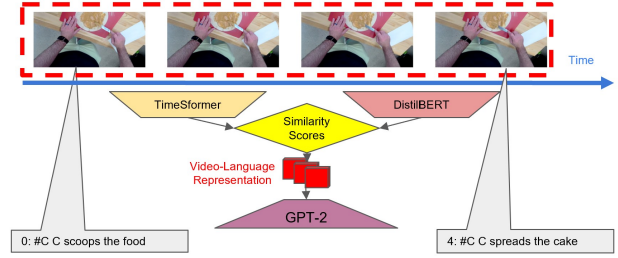 Time
TimeSformer
DistilBERT
Similarity
Scores
Video-Language
Representation
GPT-2
0: #C C scoops the food
4: #C C spreads the cake